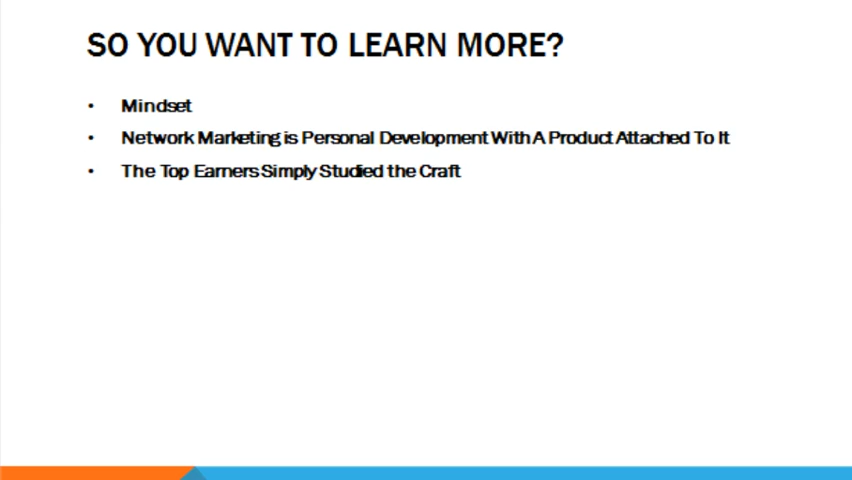 SO YOU WANT TO LEARN MORE?
• Mindset
• Network Marketing is Personal Development With A Product Attached To It
• The Top Earners Simply Studied the Craft